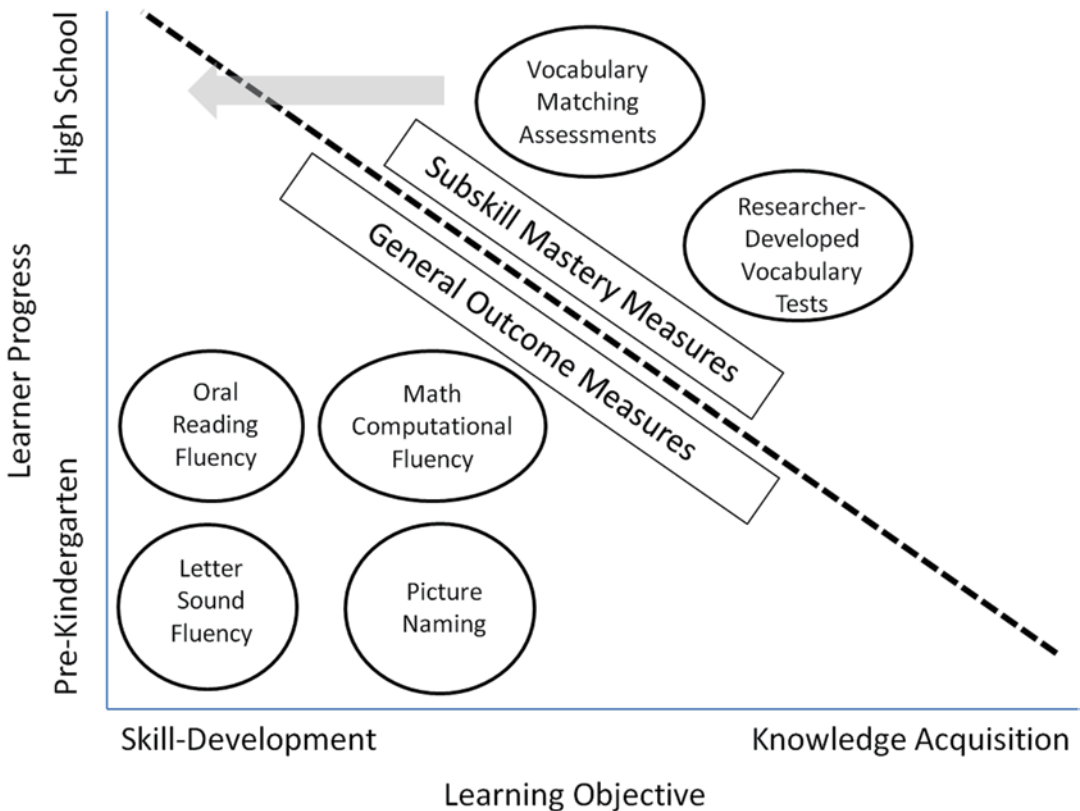 High School
Vocabulary
Matching
Assessments
Subskill Mastery Measures
Researcher-
Developed
Vocabulary
Tests
General Outcome Measures
Learner Progress
Oral
Reading
Fluency
Math
Computational
Fluency
Pre-Kindergarten
Letter
Sound
Fluency
Picture
Naming
Skill-Development
Knowledge Acquisition
Learning Objective